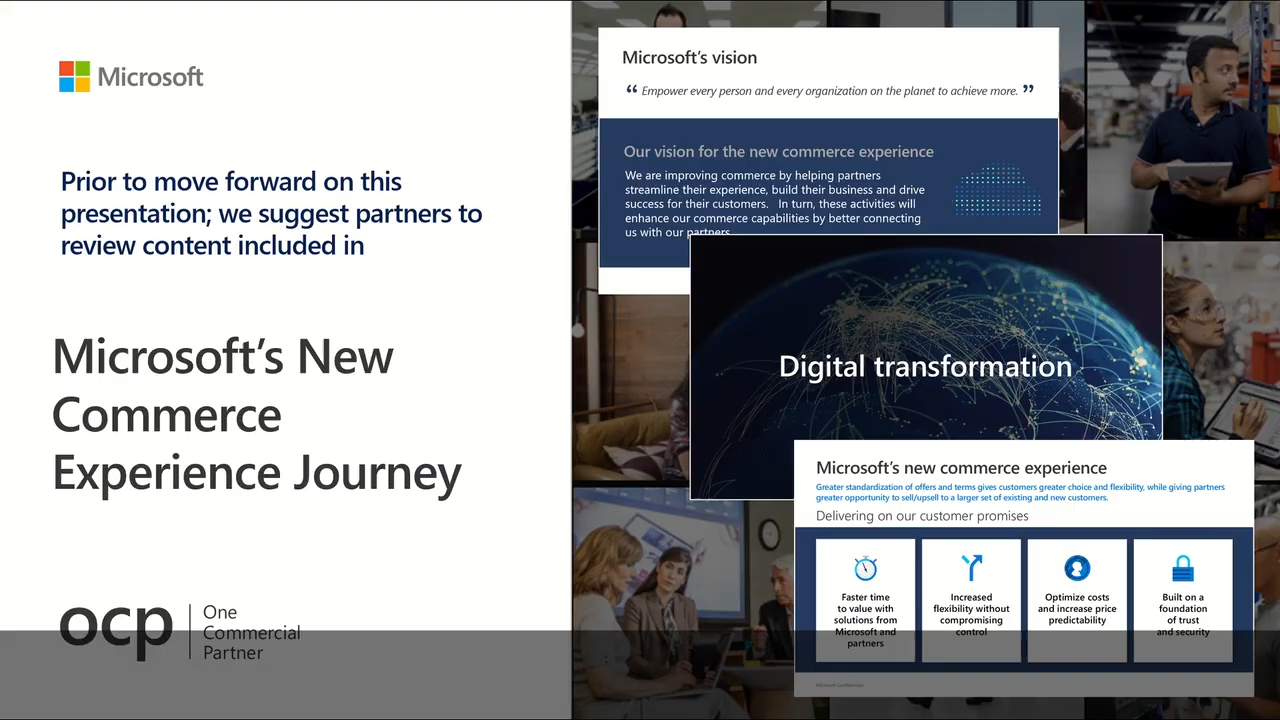 Microsoft
Prior to move forward on this
presentation; we suggest partners to
review content included in
Microsoft's New
Commerce
Experience Journey
ocp
One
Commercial
Partner
Microsoft's vision
“ Empower every person and every organization on the planet to achieve more. ”
Our vision for the new commerce experience
We are improving commerce by helping partners
streamline their experience, build their business and drive
success for their customers. In turn, these activities will
enhance our commerce capabilities by better connecting
us with our partners
Digital transformation
Microsoft's new commerce experience
Greater standardization of offers and terms gives customers greater choice and flexibility, while giving partners
greater opportunity to sell/upsell to a larger set of existing and new customers.
Delivering on our customer promises
Faster time
to value with
solutions from
Microsoft and
partners
Increased
flexibility without
compromising
control
Optimize costs
and increase price
predictability
Built on a
foundation
of trust
and security
Microsoft Confidential